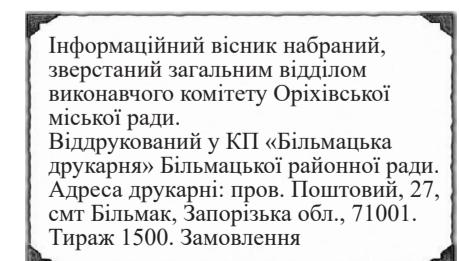 Інформаційний вісник набраний,
зверстаний загальним відділом
виконавчого комітету Оріхівської
міської ради.
Віддрукований у КП «Більмацька
друкарня» Більмацької районної ради.
Адреса друкарні: пров. Поштовий, 27,
смт Більмак, Запорізька обл., 71001.
Тираж 1500. Замовлення